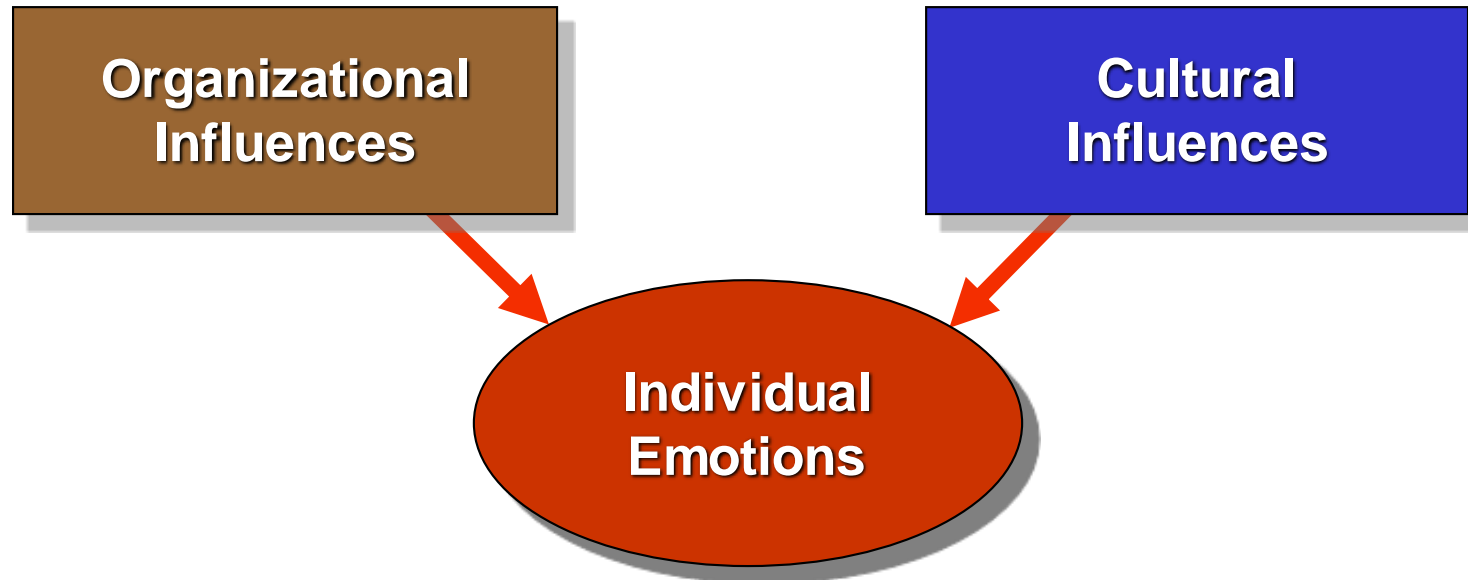 Organizational
Influences
Cultural
Influences
Individual
Emotions